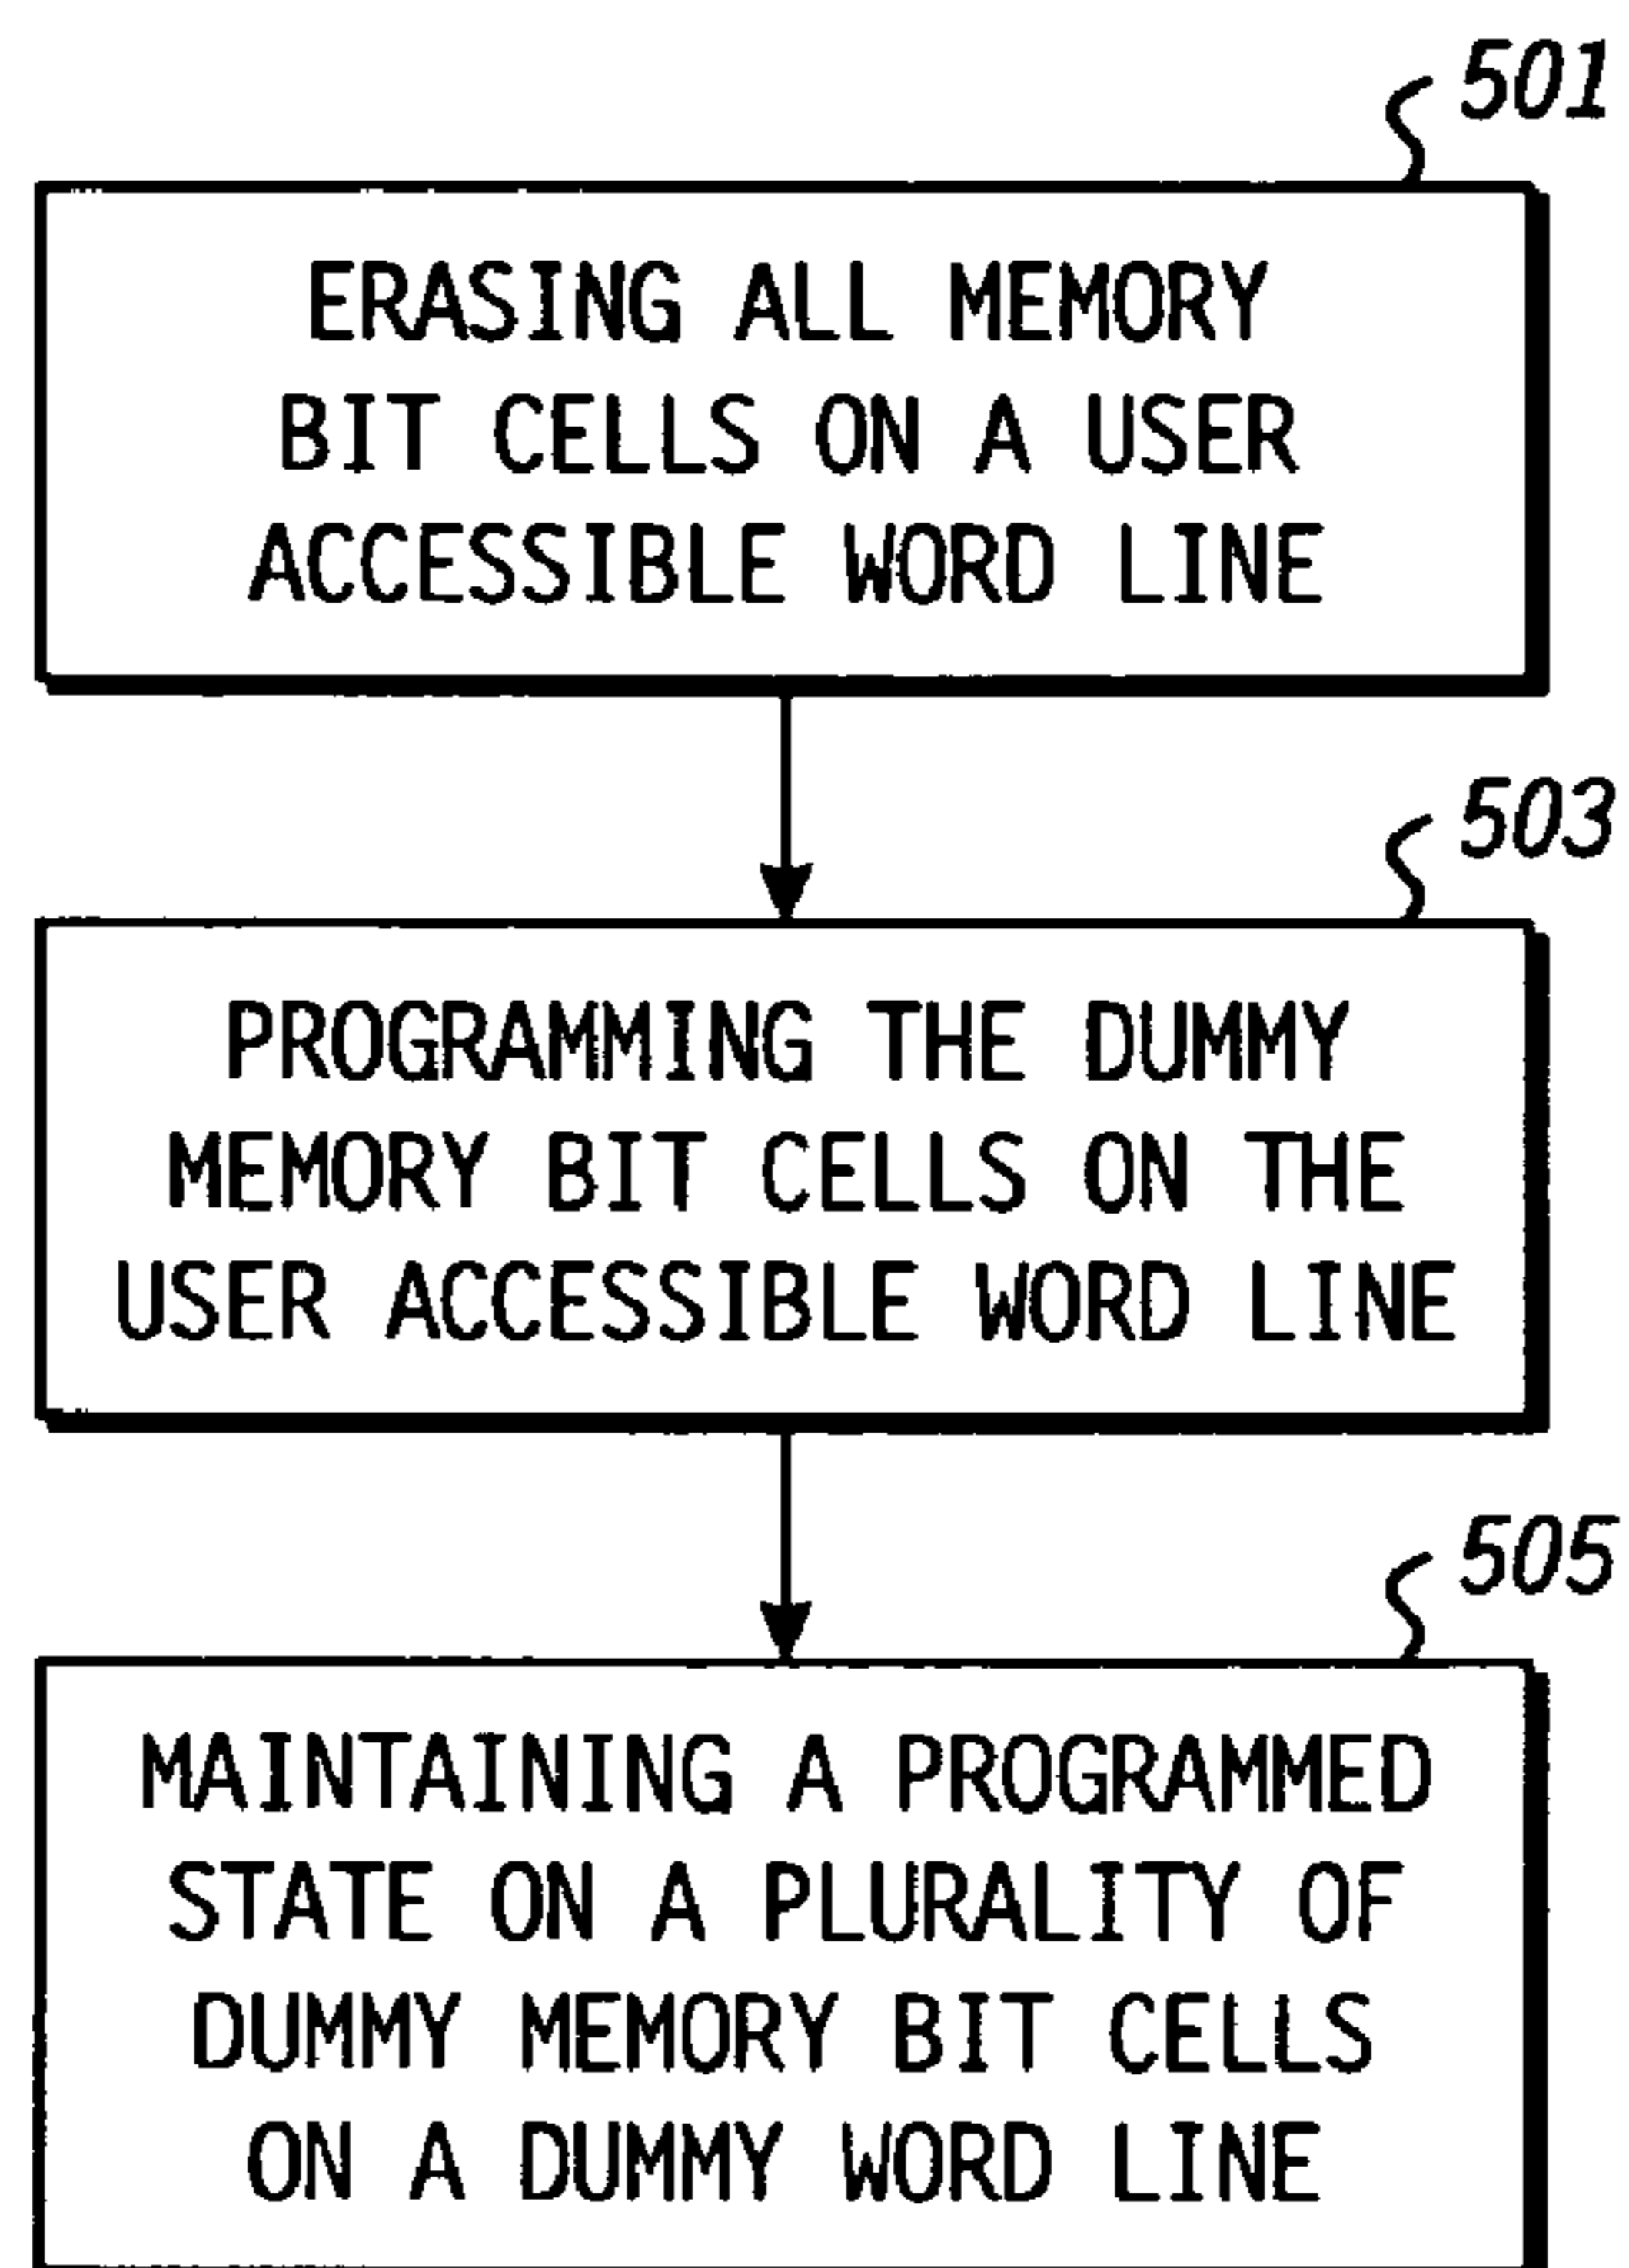 501
ERASING ALL MEMORY
BIT CELLS ON A USER
ACCESSIBLE WORD LINE
503
PROGRAMMING THE DUMMY
MEMORY BIT CELLS ON THE
USER ACCESSIBLE WORD LINE
505
MAINTAINING A PROGRAMMED
STATE ON A PLURALITY OF
DUMMY MEMORY BIT CELLS
ON A DUMMY WORD LINE